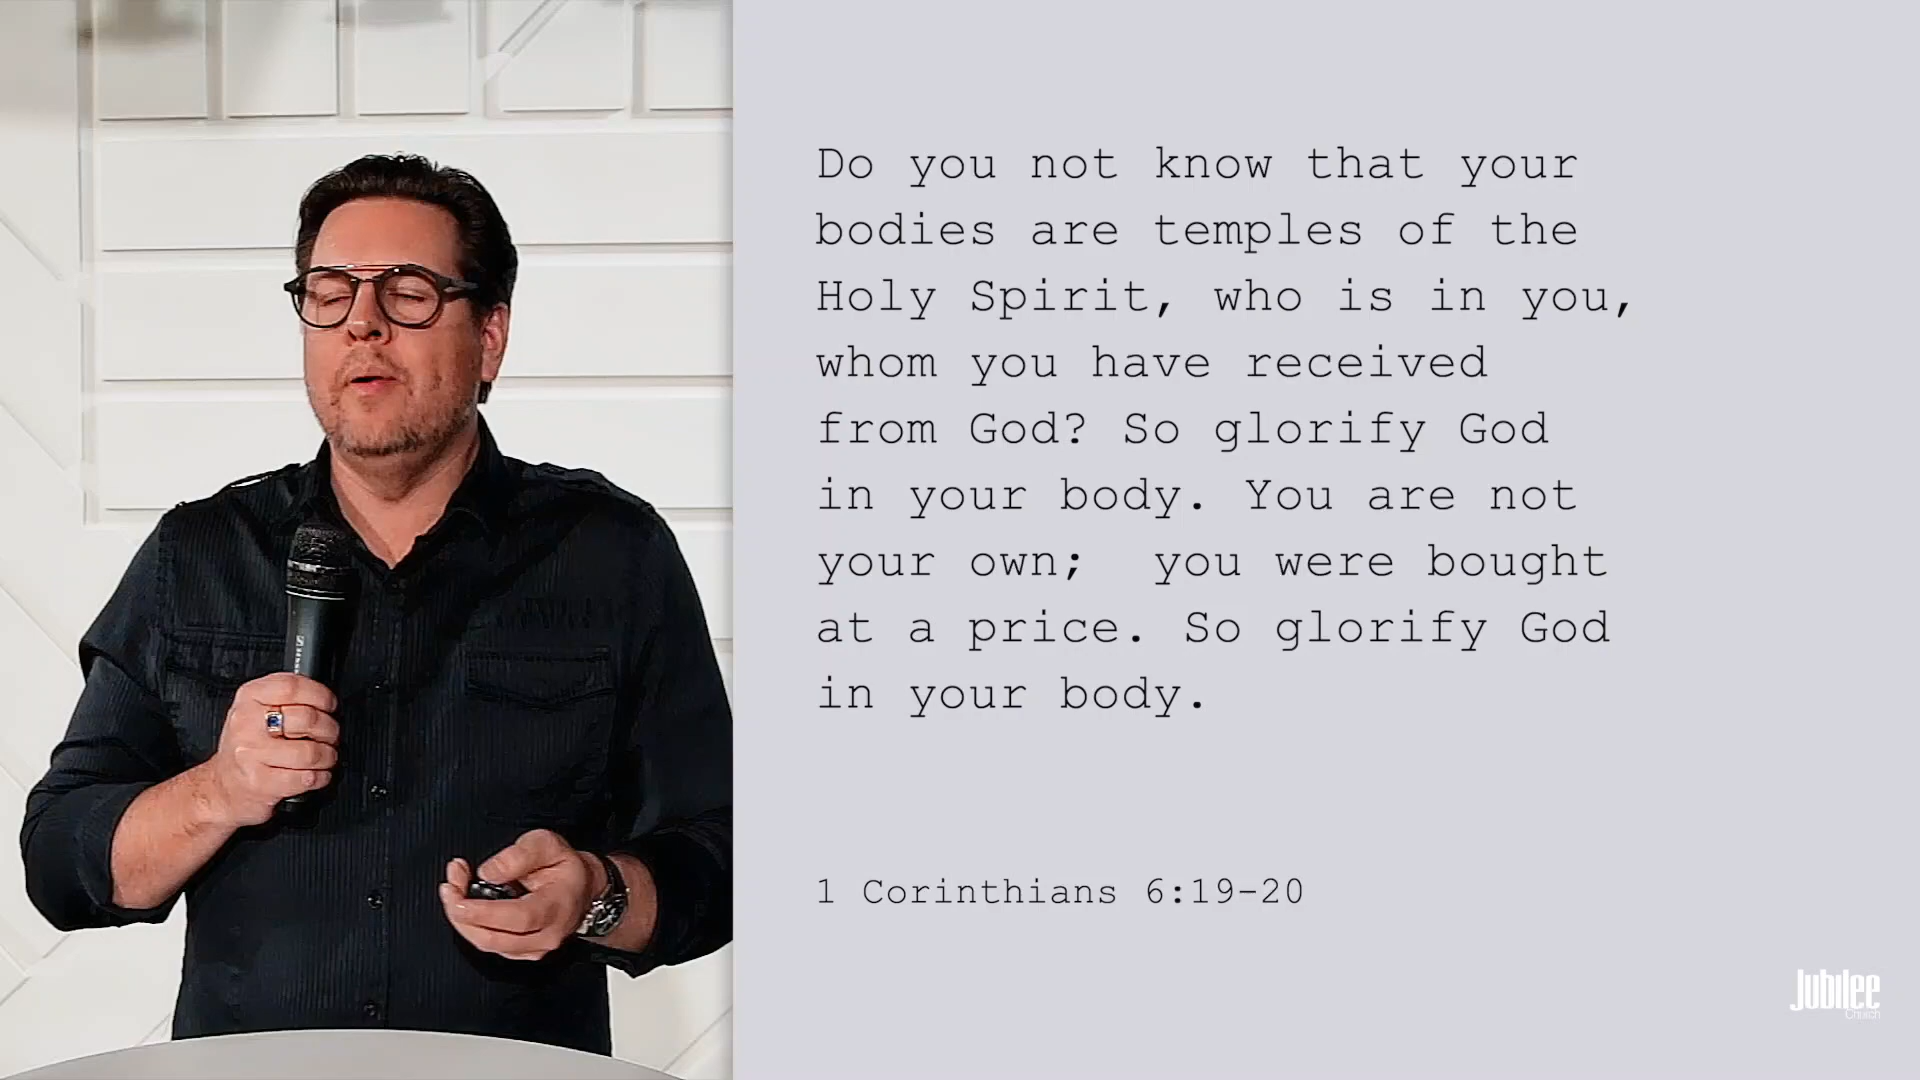 Do you not know that your
bodies are temples of the
Holy Spirit, who is in you,
whom you have received
from God? So glorify God
in your body. You are not
your own;  you were bought
at a price. So glorify God
in your body.
1 Corinthians 6:19-20
Jubilee
Church